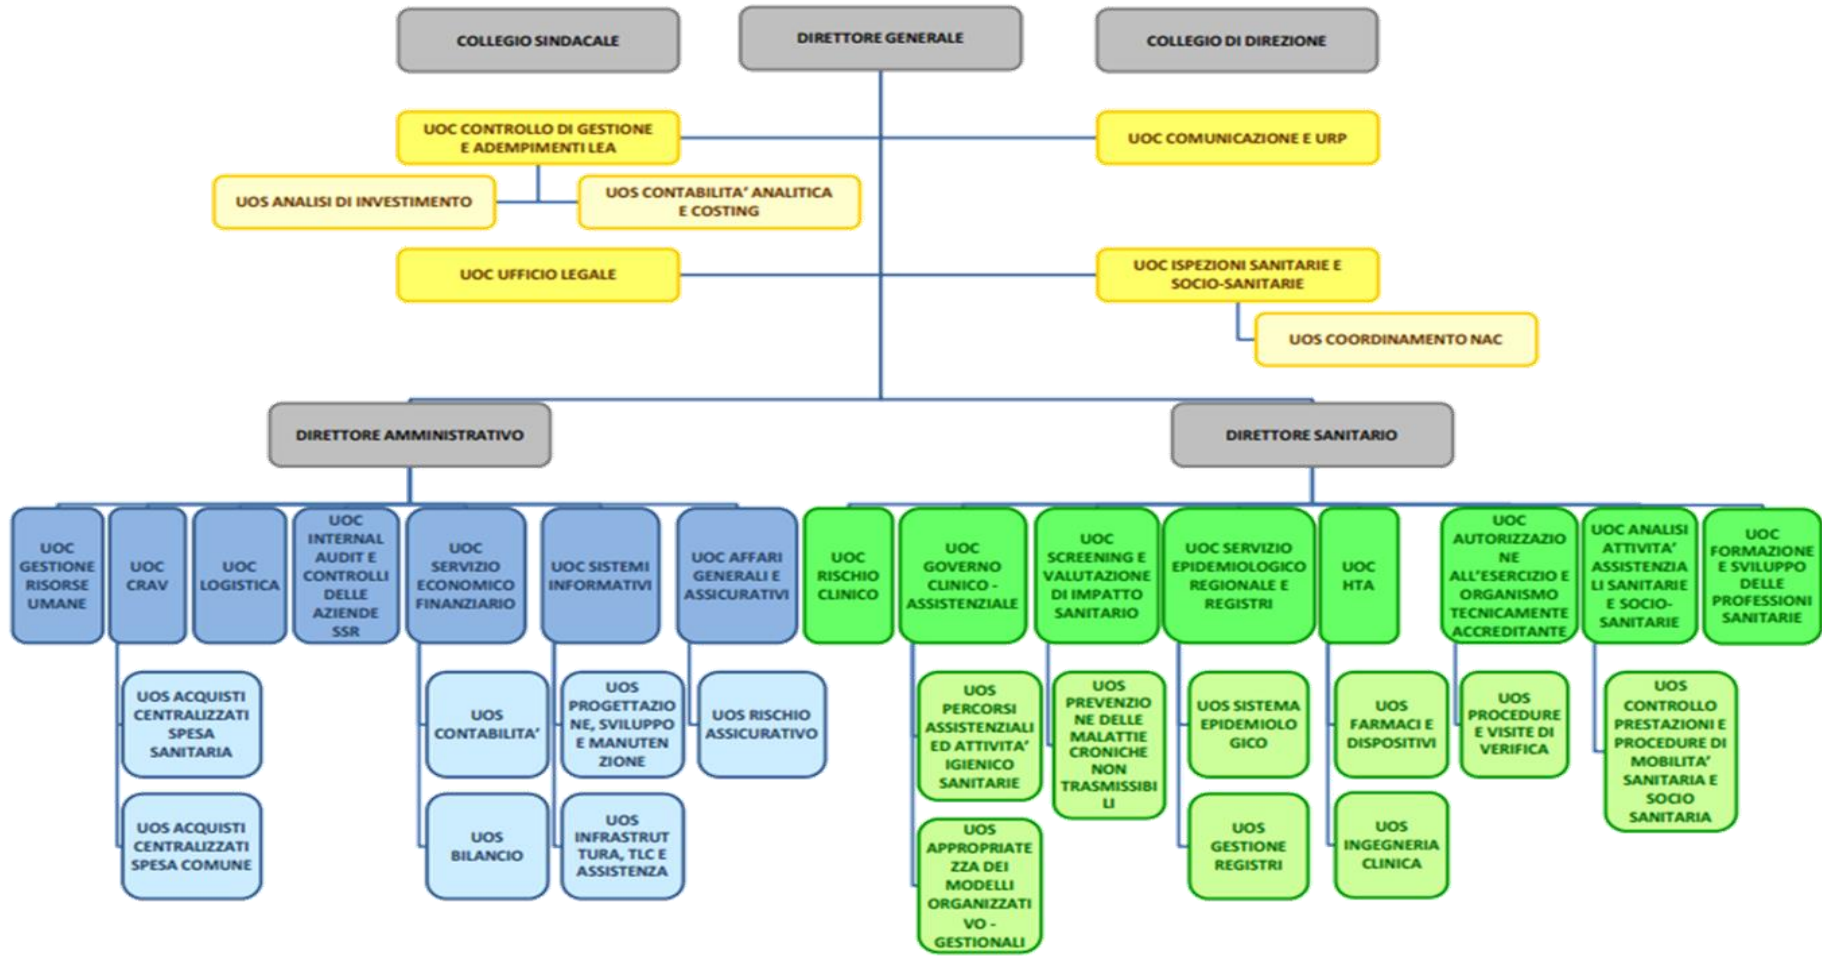 COLLEGIO SINDACALE
DIRETTORE GENERALE
COLLEGIO DI DIREZIONE
UOC CONTROLLO DI GESTIONE
E ADEMPIMENTI LEA
UOC COMUNICAZIONE E URP
UOS ANALISI DI INVESTIMENTO
UOS CONTABILITA' ANALITICA
E COSTING
UOC UFFICIO LEGALE
UOC ISPEZIONI SANITARIE E
SOCIO-SANITARIE
UOS COORDINAMENTO NAC
DIRETTORE AMMINISTRATIVO
DIRETTORE SANITARIO
UOC
GESTIONE
RISORSE
UMANE
UOC
CRAV
UOC
LOGISTICA
UOC
INTERNAL
AUDIT E
CONTROLLI
DELLE
AZIENDE
SSR
UOC
SERVIZIO
ECONOMICO
FINANZIARIO
UOC SISTEMI
INFORMATIVI
UOC AFFARI
GENERALI E
ASSICURATIVI
UOC
RISCHIO
CLINICO
UOC
GOVERNO
CLINICO -
ASSISTENZIALE
UOC
SCREENING E
VALUTAZIONE
DI IMPATTO
SANITARIO
UOC SERVIZIO
EPIDEMIOLOGICO
REGIONALE E
REGISTRI
UOC
HTA
UOC
AUTORIZZAZIO
NE
ALL'ESERCIZIO E
ORGANISMO
TECNICAMENTE
ACCREDITANTE
UOC ANALISI
ATTIVITA'
ASSISTENZIA
LI SANITARIE
E SOCIO-
SANITARIE
UOC
FORMAZIONE
E SVILUPPO
DELLE
PROFESSIONI
SANITARIE
UOS ACQUISTI
CENTRALIZZATI
SPESA
SANITARIA
UOS
CONTABILITA'
UOS
PROGETTAZIO
NE, SVILUPPO
E MANUTEN
ZIONE
UOS RISCHIO
ASSICURATIVO
UOS
PERCORSI
ASSISTENZIALI
ED ATTIVITA'
IGIENICO
SANITARIE
UOS
PREVENZIO
NE DELLE
MALATTIE
CRONICHE
NON
TRASMISSIBI
LI
UOS SISTEMA
EPIDEMIOLO
GICO
UOS
FARMACI E
DISPOSITIVI
UOS
PROCEDURE
E VISITE DI
VERIFICA
UOS
CONTROLLO
PRESTAZIONI E
PROCEDURE DI
MOBILITA'
SANITARIA E
SOCIO
SANITARIA
UOS ACQUISTI
CENTRALIZZATI
SPESA COMUNE
UOS
BILANCIO
UOS
INFRASTRUT
TURA, TLC E
ASSISTENZA
UOS
APPROPRIATE
ZZA DEI
MODELLI
ORGANIZZATI
VO -
GESTIONALI
UOS
GESTIONE
REGISTRI
UOS
INGEGNERIA
CLINICA